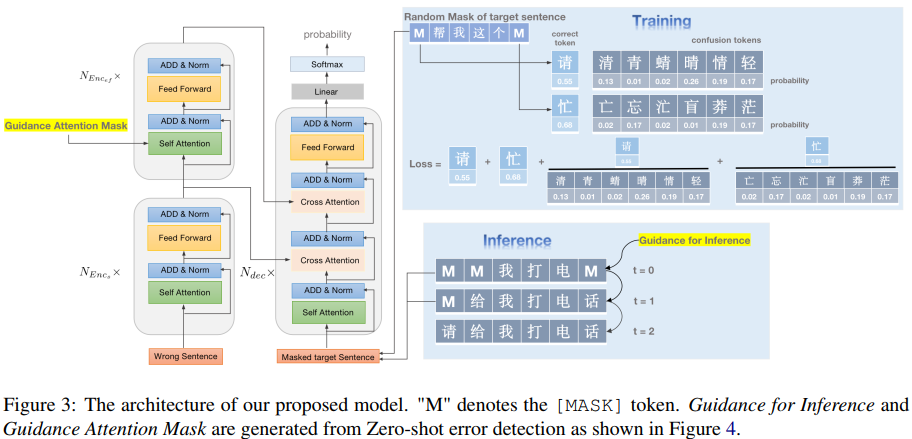 Random Mask of target sentence
Training
M 帮 我 这 个 M
correct token
confusion tokens
请 清 青 蜻 晴 情 轻
0.55 0.13 0.01 0.02 0.26 0.19 0.17
probability
忙 亡 忘 汒 盲 莽 茫
0.68 0.02 0.17 0.02 0.01 0.19 0.17
probability
Loss = 请 + 忙 + 请 + 忙
0.55 0.68
清 青 蜻 晴 情 轻 亡 忘 汒 盲 莽 茫
0.13 0.01 0.02 0.26 0.19 0.17 0.02 0.17 0.02 0.01 0.19 0.17
probability
Softmax
Linear
ADD & Norm
Feed Forward
ADD & Norm
Cross Attention
ADD & Norm
Cross Attention
ADD & Norm
Self Attention
Masked target Sentence
N_dec×
N_Enc_ef×
ADD & Norm
Feed Forward
ADD & Norm
Self Attention
Guidance Attention Mask
N_Enc_s×
ADD & Norm
Feed Forward
ADD & Norm
Self Attention
Wrong Sentence
Inference
Guidance for Inference
M M 我 打 电 M t = 0
M 给 我 打 电 话 t = 1
请 给 我 打 电 话 t = 2
Figure 3: The architecture of our proposed model. "M" denotes the [MASK] token. Guidance for Inference and
Guidance Attention Mask are generated from Zero-shot error detection as shown in Figure 4.